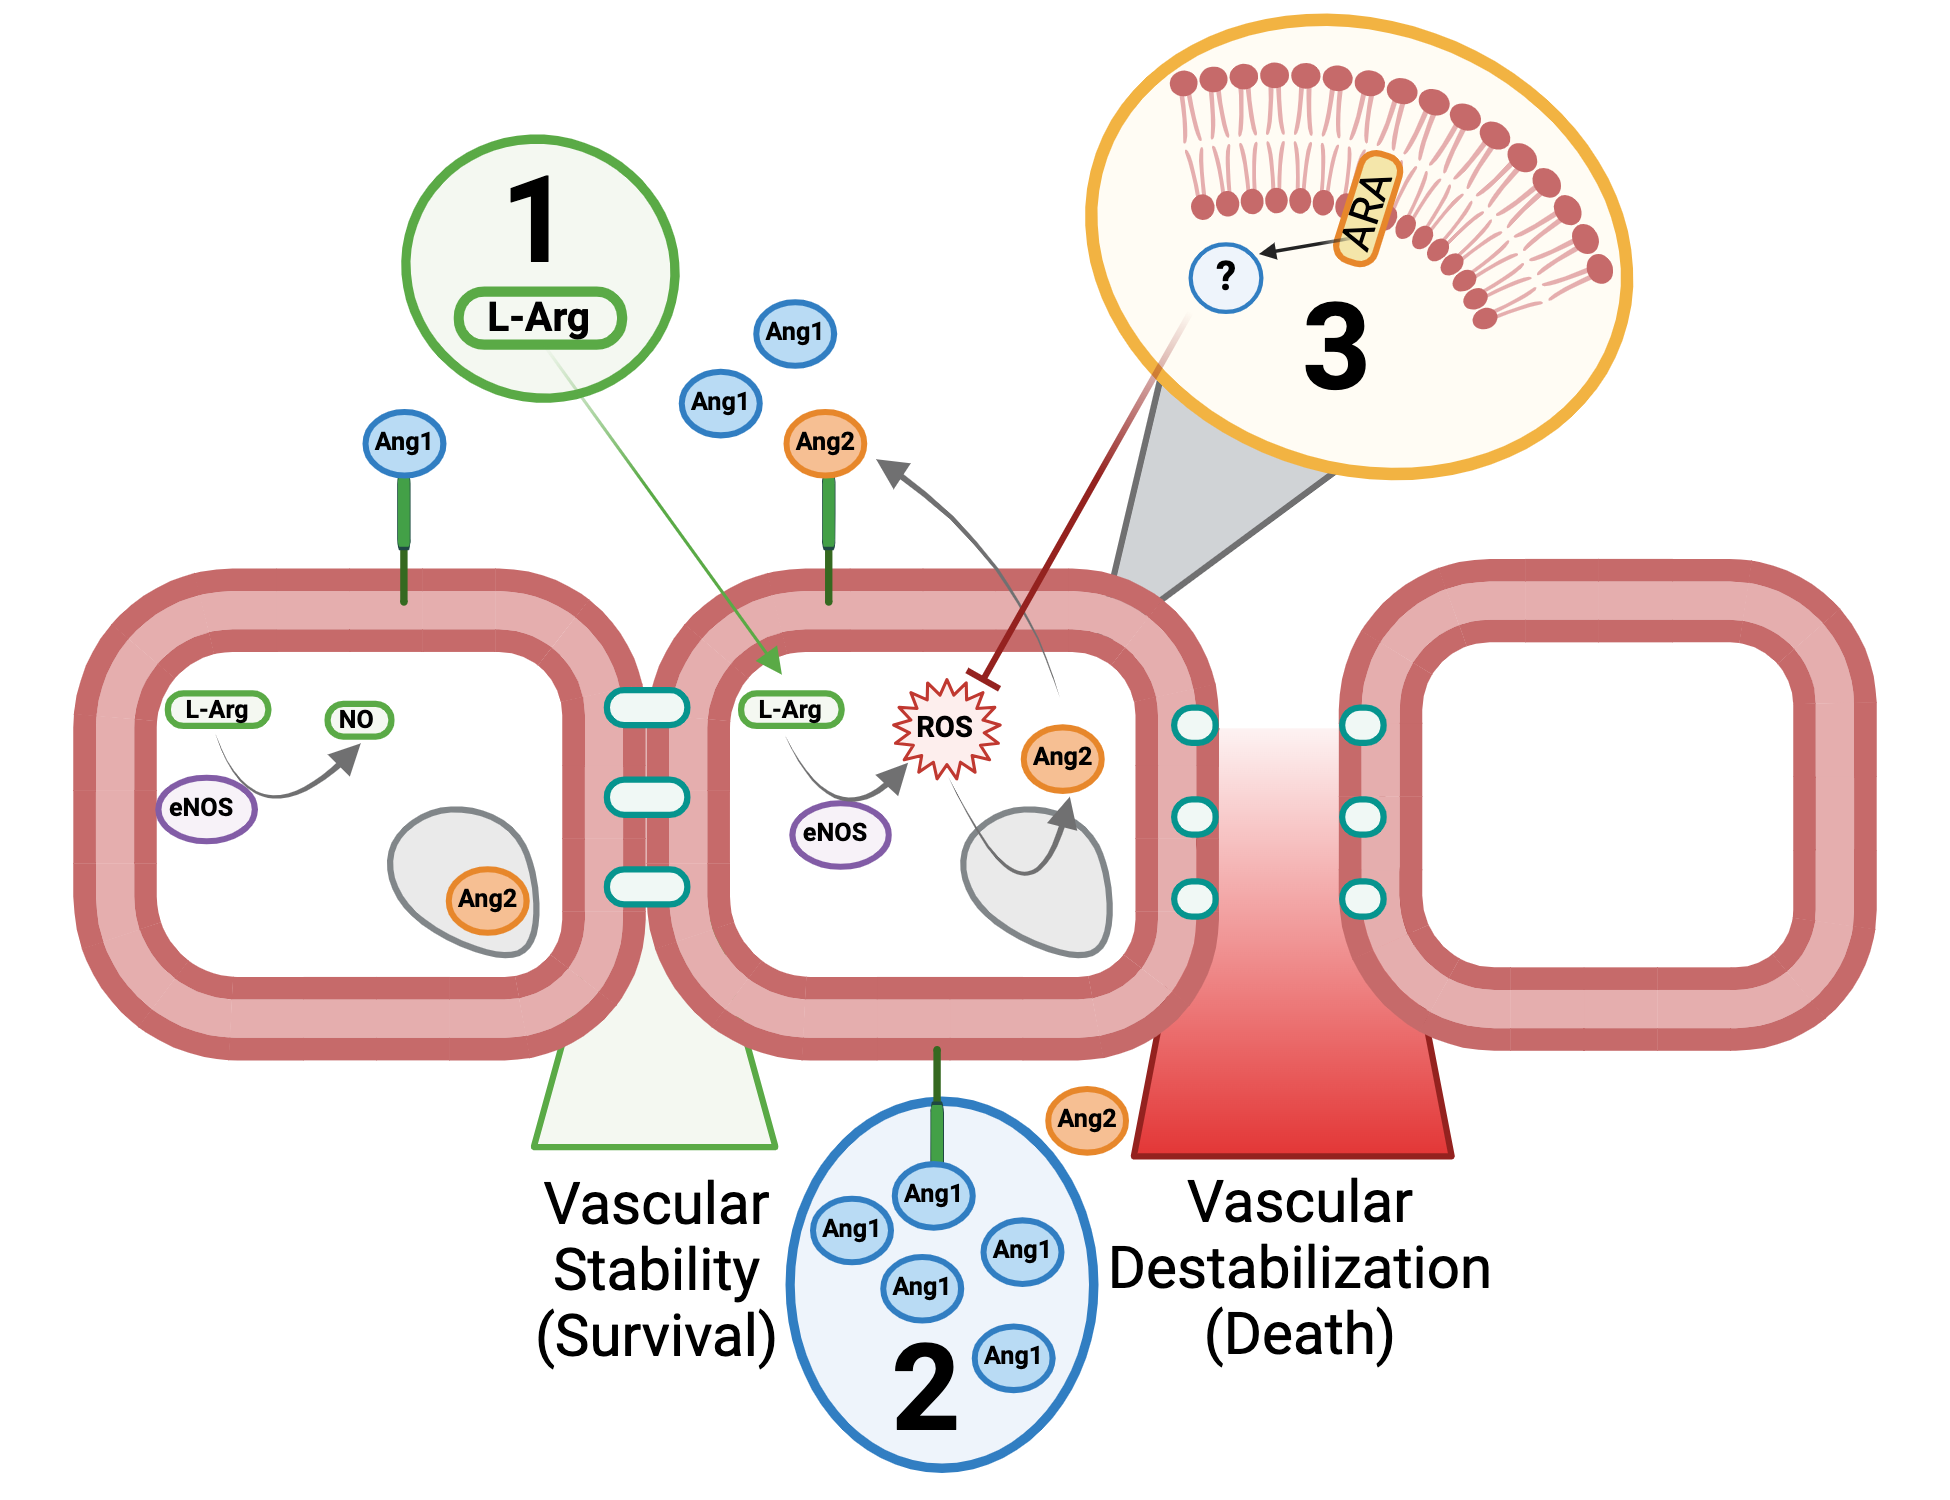 1
L-Arg
Ang1
Ang1
Ang1
Ang2
ARA
?
3
L-Arg
NO
eNOS
Ang2
L-Arg
ROS
Ang2
eNOS
Ang2
Vascular
Stability
(Survival)
Ang1
Ang1
Ang1
Ang1
Ang1
2
Vascular
Destabilization
(Death)